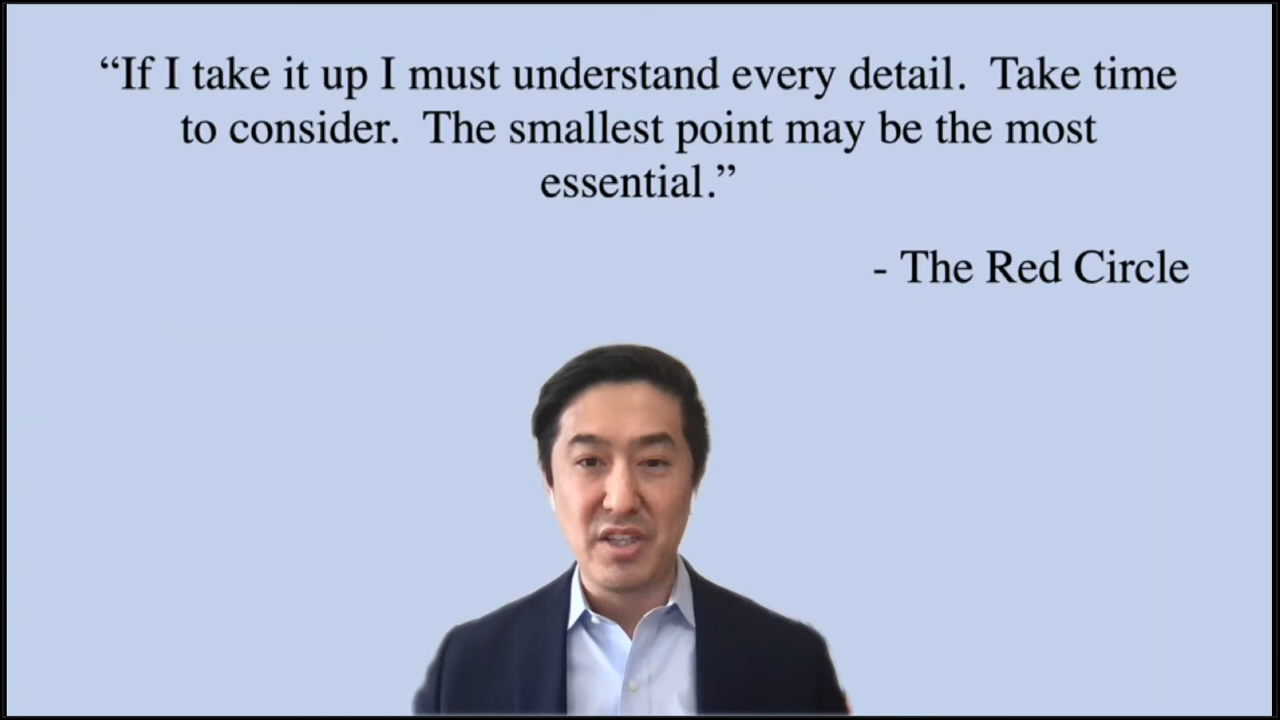 “If I take it up I must understand every detail.  Take time
to consider.  The smallest point may be the most
essential.”
- The Red Circle